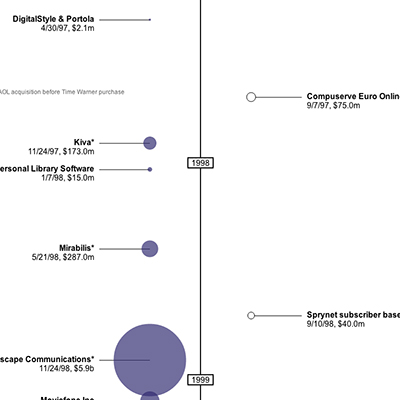 DigitalStyle & Portola
4/30/97, $2.1m
AOL acquisition before Time Warner purchase
Compuserve Euro Onlin
9/7/97, $75.0m
Kiva*
11/24/97, $173.0m
1998
ersonal Library Software
1/7/98, $15.0m
Mirabilis*
5/21/98, $287.0m
Sprynet subscriber base
9/10/98, $40.0m
scape Communications*
11/24/98, $5.9b
1999
Moviefone Inc